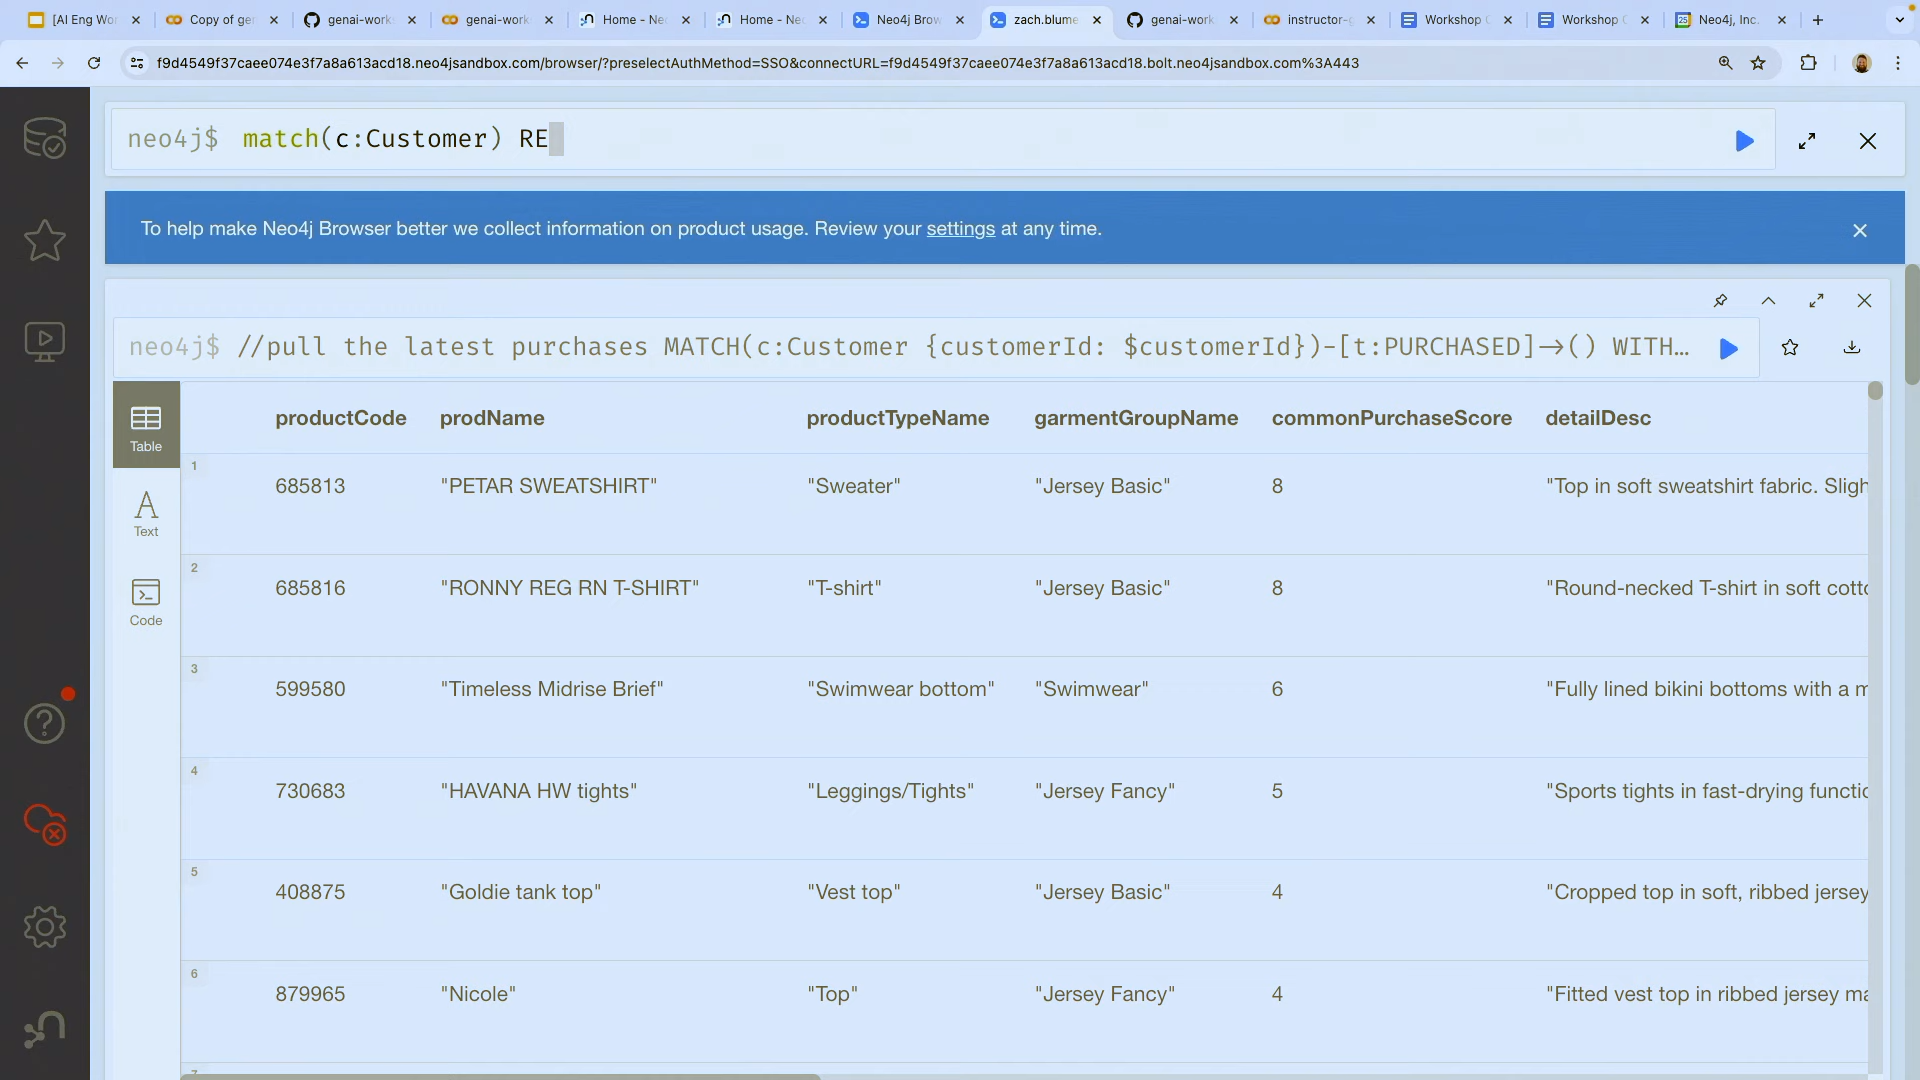 [AI Eng Wo
Copy of ge
genai-work
genai-work
Home - Ne
Home - Ne
Neo4j Brow
zach.blume
genai-work
instructor-g
Workshop
Workshop
Neo4j, Inc.
f9d4549f37caee074e3f7a8a613acd18.neo4jsandbox.com/browser/?preselectAuthMethod=SSO&connectURL=f9d4549f37caee074e3f7a8a613acd18.bolt.neo4jsandbox.com%3A443
neo4j$ match(c:Customer) RE
To help make Neo4j Browser better we collect information on product usage. Review your settings at any time.
neo4j$ //pull the latest purchases MATCH(c:Customer {customerId: $customerId})-[t:PURCHASED]->() WITH…
Table
Text
Code
productCode prodName productTypeName garmentGroupName commonPurchaseScore detailDesc
1
685813 "PETAR SWEATSHIRT" "Sweater" "Jersey Basic" 8 "Top in soft sweatshirt fabric. Sligh
2
685816 "RONNY REG RN T-SHIRT" "T-shirt" "Jersey Basic" 8 "Round-necked T-shirt in soft cotto
3
599580 "Timeless Midrise Brief" "Swimwear bottom" "Swimwear" 6 "Fully lined bikini bottoms with a m
4
730683 "HAVANA HW tights" "Leggings/Tights" "Jersey Fancy" 5 "Sports tights in fast-drying functio
5
408875 "Goldie tank top" "Vest top" "Jersey Basic" 4 "Cropped top in soft, ribbed jersey
6
879965 "Nicole" "Top" "Jersey Fancy" 4 "Fitted vest top in ribbed jersey ma